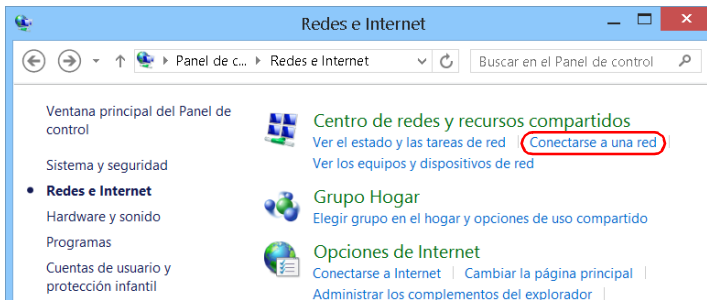 Redes e Internet
Panel de c... Redes e Internet
Buscar en el Panel de control
Ventana principal del Panel de
control
Sistema y seguridad
Redes e Internet
Hardware y sonido
Programas
Cuentas de usuario y
protección infantil
Centro de redes y recursos compartidos
Ver el estado y las tareas de red | Conectarse a una red |
Ver los equipos y dispositivos de red
Grupo Hogar
Elegir grupo en el hogar y opciones de uso compartido
Opciones de Internet
Conectarse a Internet | Cambiar la página principal |
Administrar los complementos del explorador |